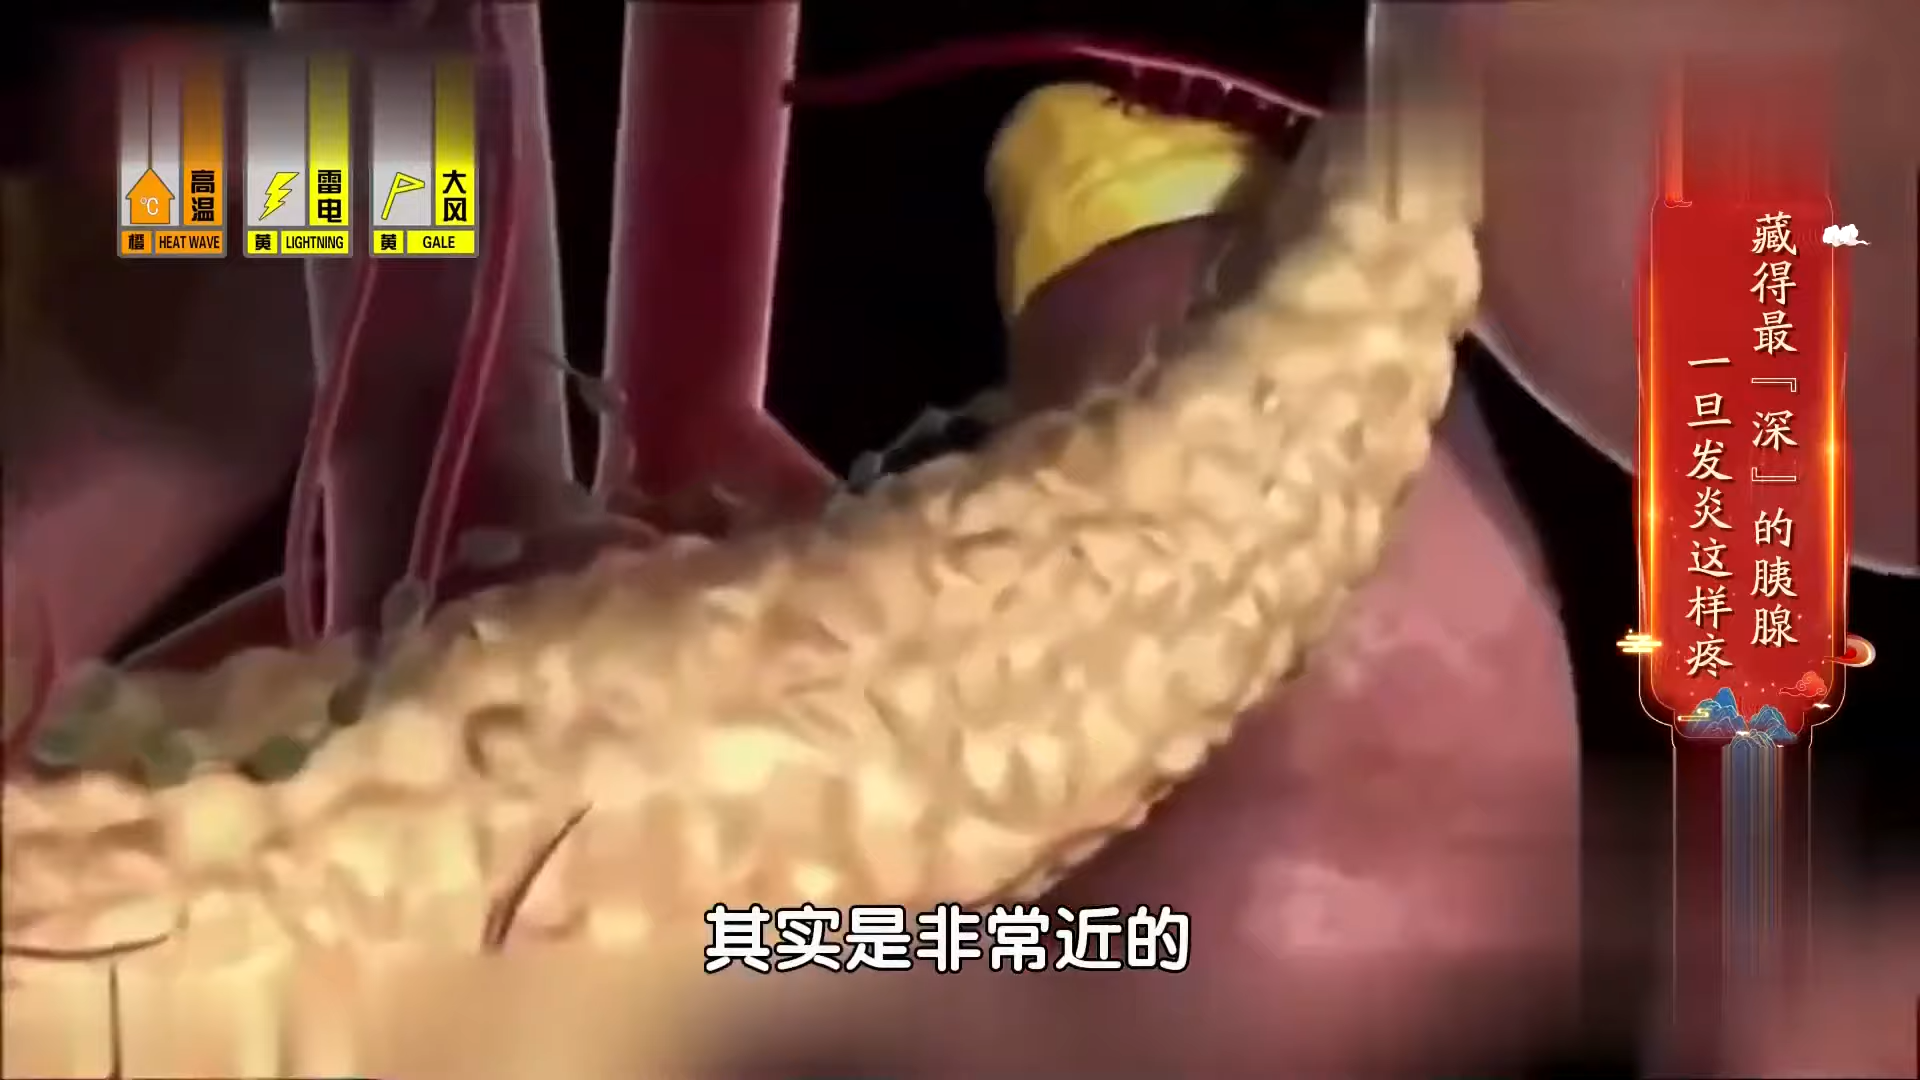 高温
℃
橙 HEAT WAVE
雷电
黄 LIGHTNING
大风
黄 GALE
藏得最『深』的胰腺
一旦发炎这样疼
其实是非常近的